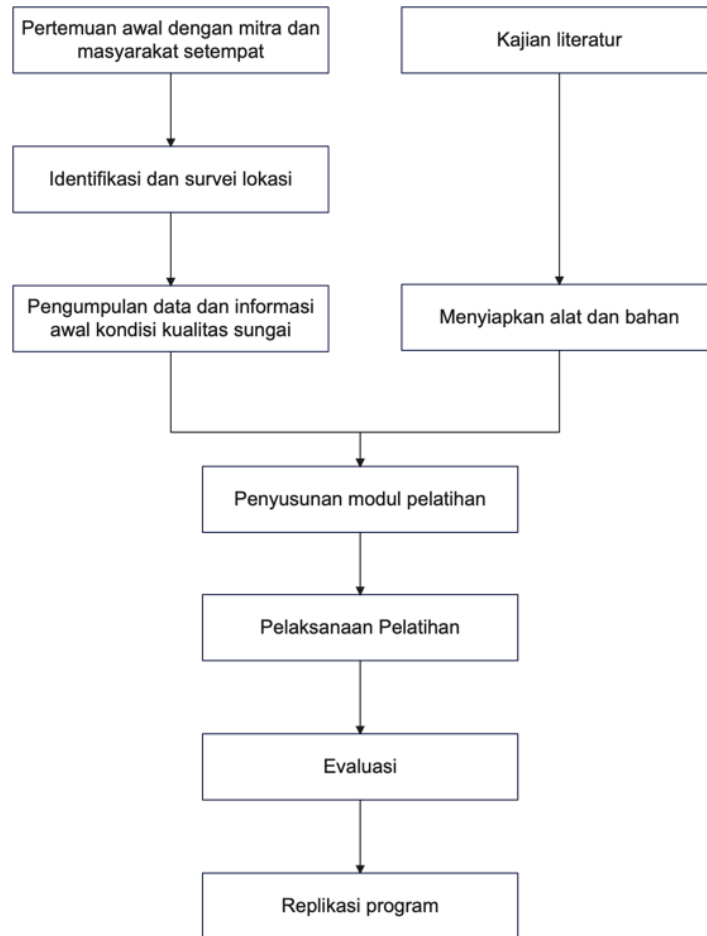 Pertemuan awal dengan mitra dan
masyarakat setempat
Kajian literatur
Identifikasi dan survei lokasi
Pengumpulan data dan informasi
awal kondisi kualitas sungai
Menyiapkan alat dan bahan
Penyusunan modul pelatihan
Pelaksanaan Pelatihan
Evaluasi
Replikasi program